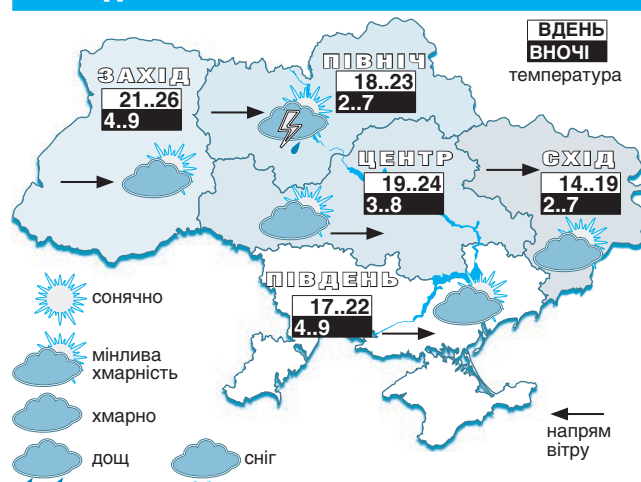 ВДЕНЬ
ВНОЧІ
температура
ЗАХІД
21..26
4..9
ПІВНІЧ
18..23
2..7
ЦЕНТР
19..24
3..8
СХІД
14..19
2..7
ПІВДЕНЬ
17..22
4..9
сонячно
мінлива
хмарність
хмарно
дощ
сніг
напрям
вітру